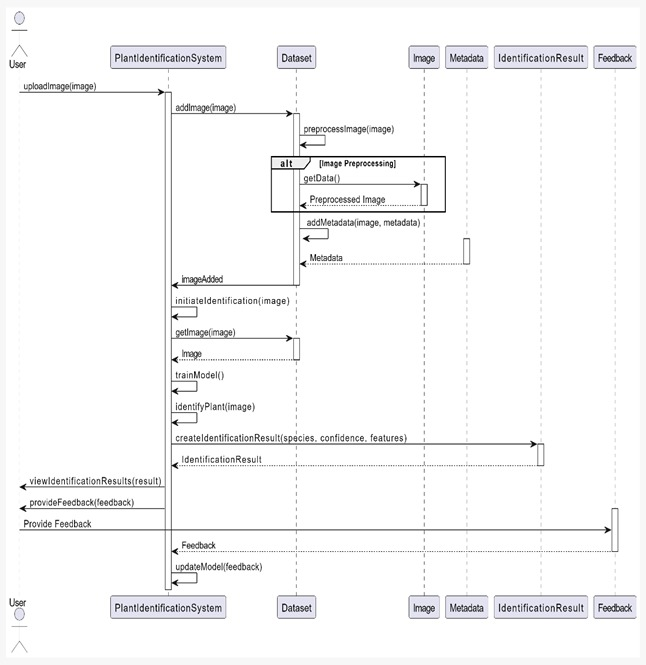 User
PlantIdentificationSystem
Dataset
Image
Metadata
IdentificationResult
Feedback
uploadImage(image)
addImage(image)
preprocessImage(image)
alt [Image Preprocessing]
getData()
Preprocessed Image
addMetadata(image, metadata)
Metadata
imageAdded
initiateIdentification(image)
getImage(image)
Image
trainModel()
identifyPlant(image)
createIdentificationResult(species, confidence, features)
IdentificationResult
viewIdentificationResults(result)
provideFeedback(feedback)
Provide Feedback
Feedback
updateModel(feedback)
User
PlantIdentificationSystem
Dataset
Image
Metadata
IdentificationResult
Feedback